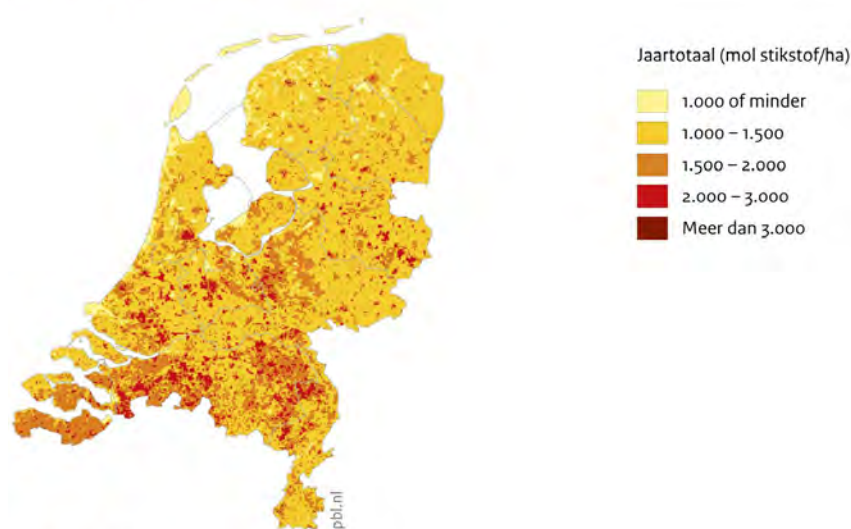 Jaartotaal (mol stikstof/ha)
1.000 of minder
1.000 – 1.500
1.500 – 2.000
2.000 – 3.000
Meer dan 3.000
pbl.nl